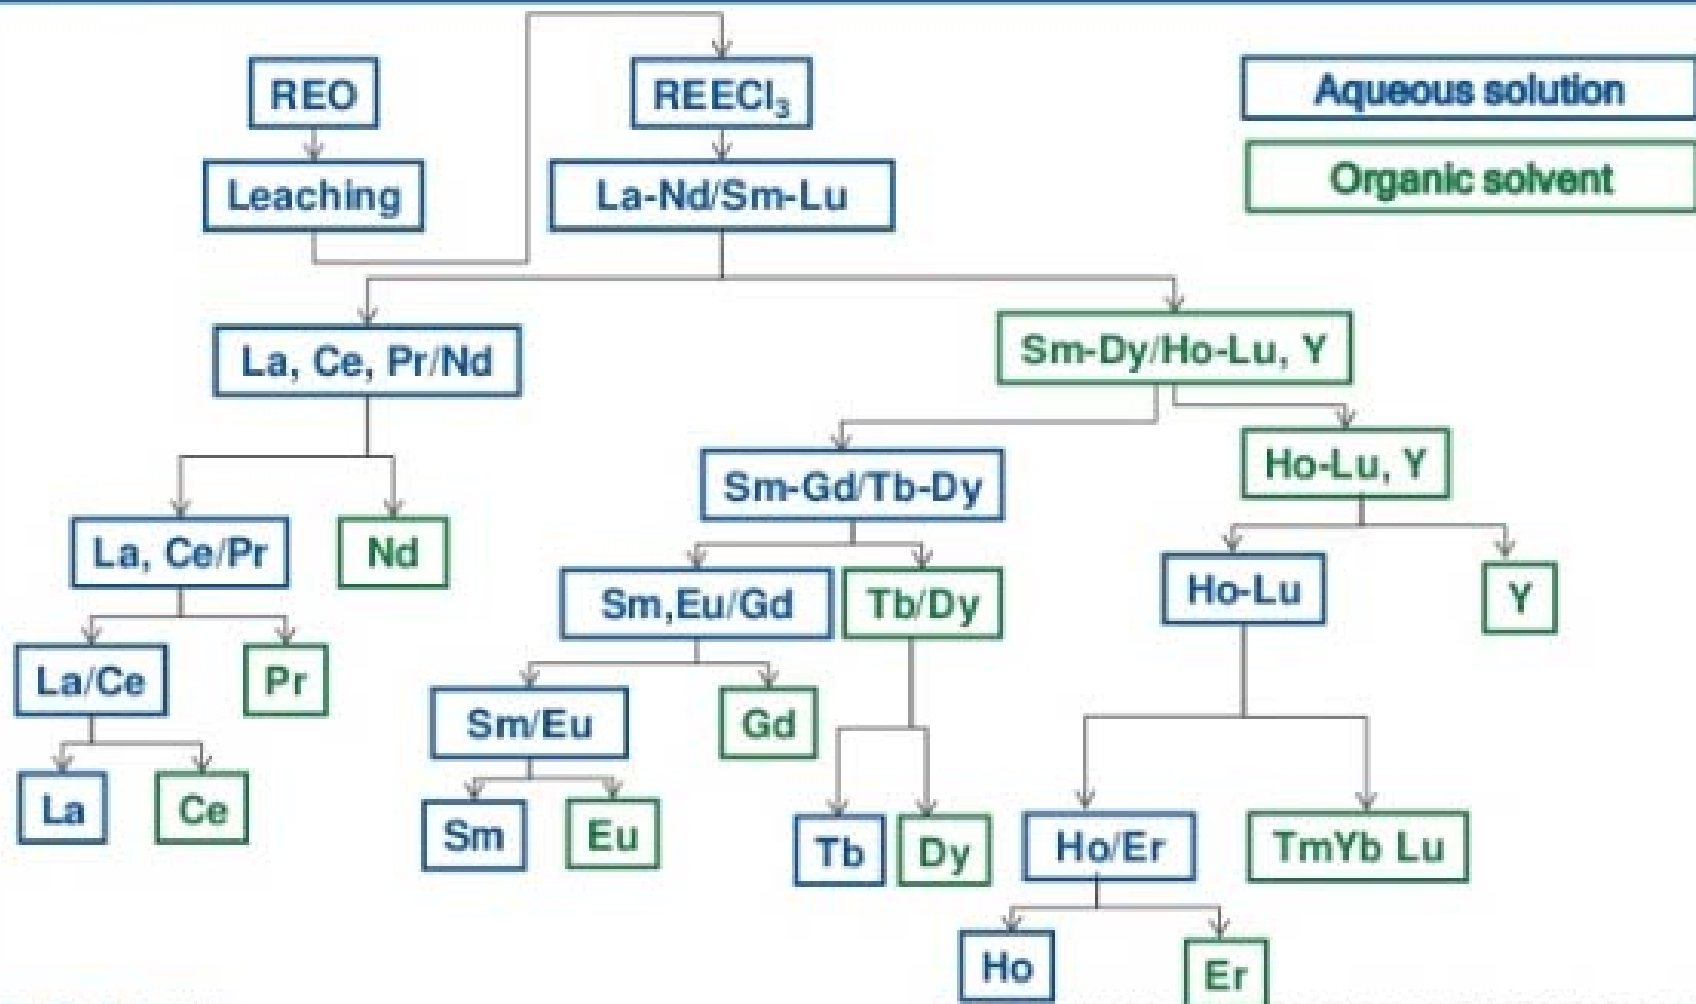 REO
REECl₃
Aqueous solution
Organic solvent
Leaching
La-Nd/Sm-Lu
La, Ce, Pr/Nd
Sm-Dy/Ho-Lu, Y
Sm-Gd/Tb-Dy
Ho-Lu, Y
La, Ce/Pr
Nd
Sm,Eu/Gd
Tb/Dy
Ho-Lu
Y
La/Ce
Pr
Sm/Eu
Gd
La
Ce
Sm
Eu
Tb
Dy
Ho/Er
TmYb Lu
Ho
Er